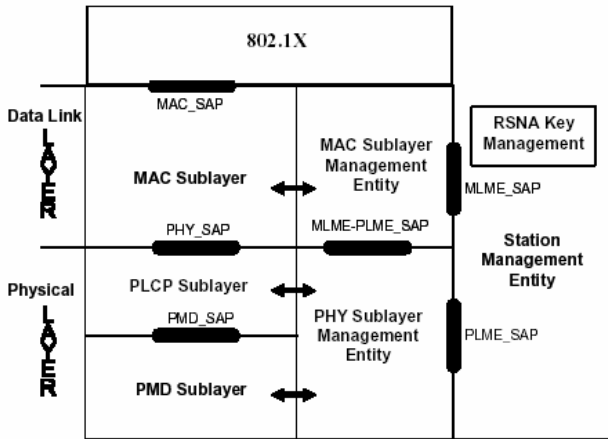 802.1X
MAC_SAP
Data Link
LAYER
MAC Sublayer
MAC Sublayer
Management
Entity
RSNA Key
Management
MLME_SAP
PHY_SAP
MLME-PLME_SAP
Station
Management
Entity
Physical
LAYER
PLCP Sublayer
PMD_SAP
PHY Sublayer
Management
Entity
PLME_SAP
PMD Sublayer